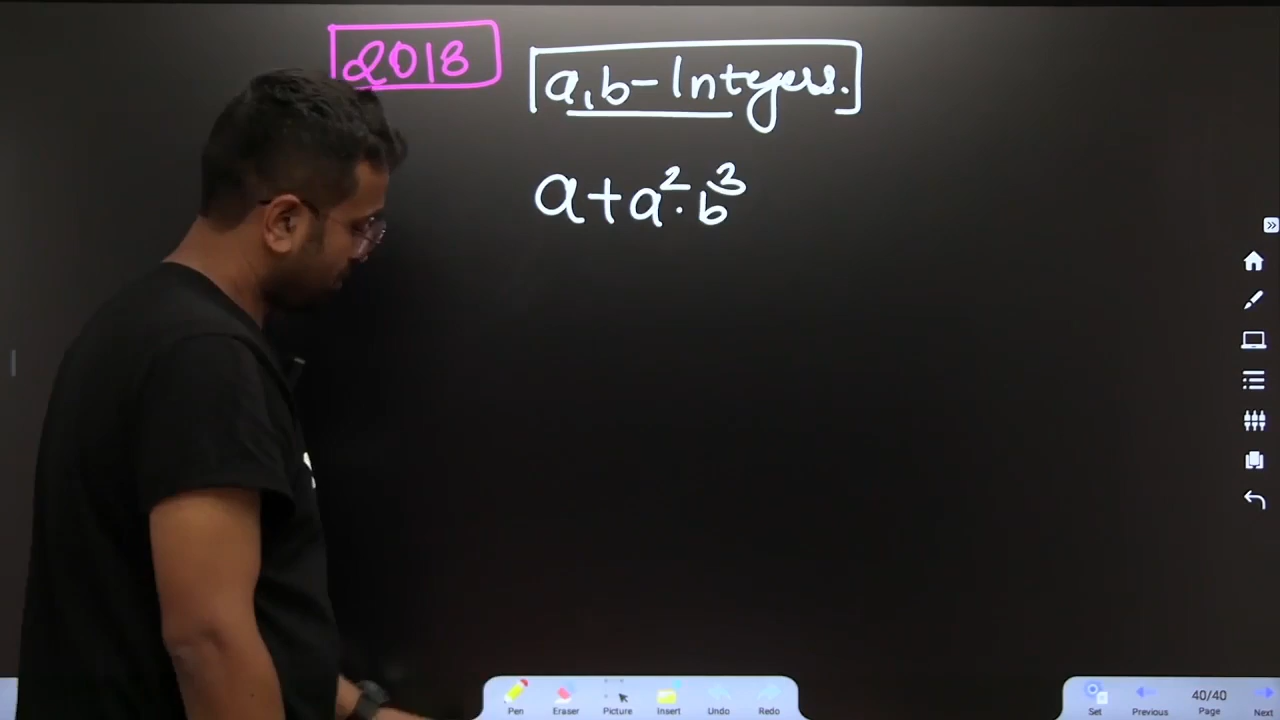 2018
a,b - Integers.
a + a². b³
»
Pen Eraser Picture Insert Undo Redo
Set Previous 40/40 Page Next